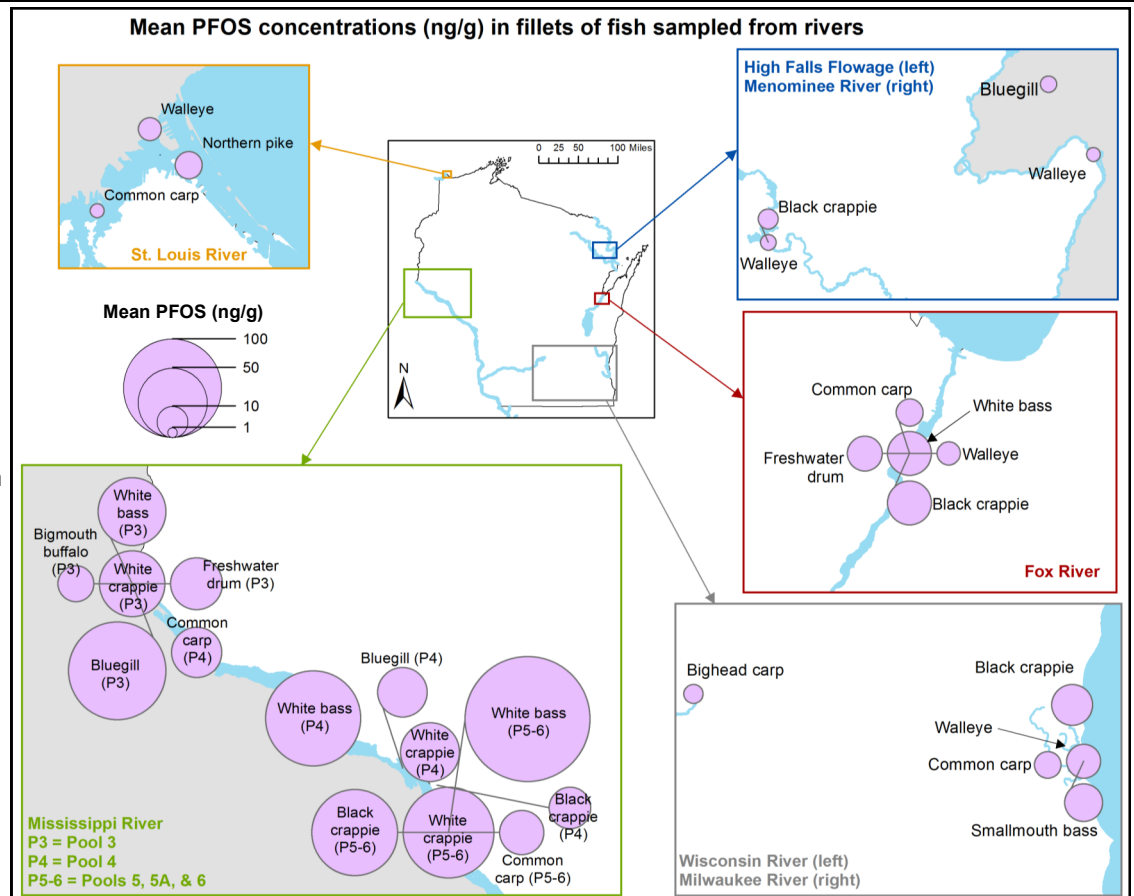 Mean PFOS concentrations (ng/g) in fillets of fish sampled from rivers
Walleye
Northern pike
Common carp
St. Louis River
0 25 50 100 Miles
N
High Falls Flowage (left)
Menominee River (right)
Bluegill
Walleye
Black crappie
Walleye
Mean PFOS (ng/g)
100
50
10
1
Common carp
White bass
Freshwater
drum
Walleye
Black crappie
Fox River
White
bass
(P3)
Bigmouth
buffalo
(P3)
White
crappie
(P3)
Freshwater
drum (P3)
Common
carp
(P4)
Bluegill
(P3)
White bass
(P4)
Bluegill (P4)
White
crappie
(P4)
White bass
(P5-6)
Black
crappie
(P4)
Black
crappie
(P5-6)
White
crappie
(P5-6)
Common
carp (P5-6)
Mississippi River
P3 = Pool 3
P4 = Pool 4
P5-6 = Pools 5, 5A, & 6
Bighead carp
Black crappie
Walleye
Common carp
Smallmouth bass
Wisconsin River (left)
Milwaukee River (right)